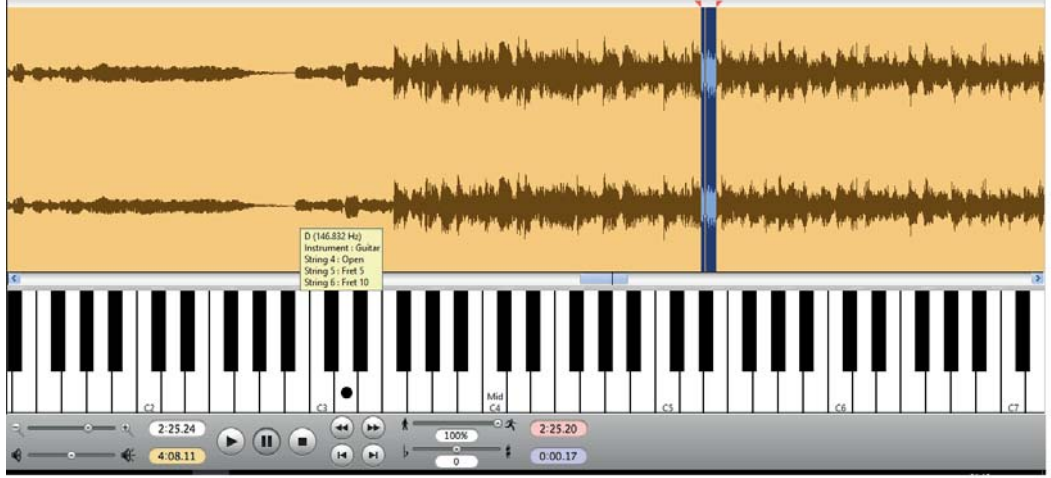 D (146.832 Hz)
Instrument : Guitar
String 4 : Open
String 5 : Fret 5
String 6 : Fret 10
Mid
C2 C3 C4 C5 C6 C7
2:25.24 100% 2:25.20
4:08.11 0 0:00.17